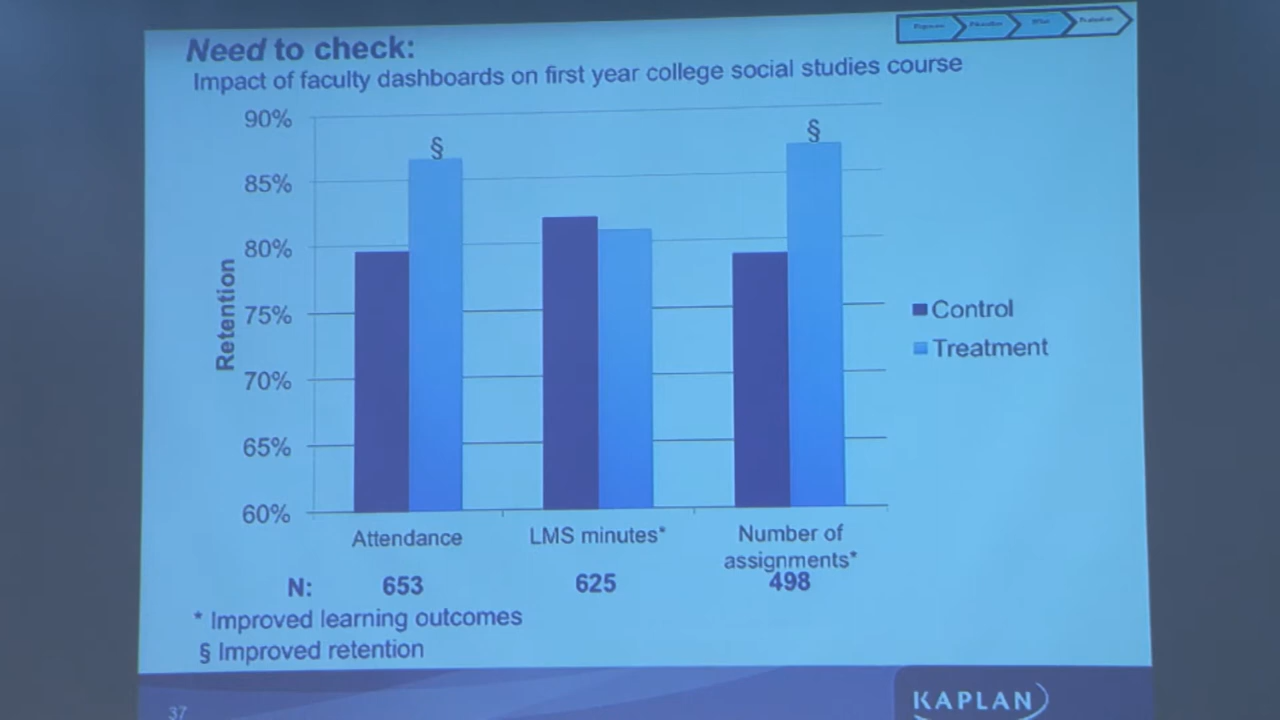 Need to check:
Impact of faculty dashboards on first year college social studies course
90%
85%
80%
75%
70%
65%
60%
Retention
§
§
Control
Treatment
Attendance
LMS minutes*
Number of
assignments*
N: 653 625 498
* Improved learning outcomes
§ Improved retention
37
KAPLAN